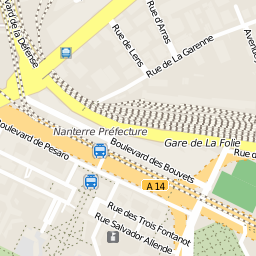 vard de la Défense
Rue de Lens
Rue d'Arras
Avenue
Rue de La Garenne
Nanterre Préfecture
Gare de La Folie
Boulevard des Bouvets
Boulevard de Pesaro
Rue d
A 14
Rue des Trois Fontanot
Rue Salvador Allende